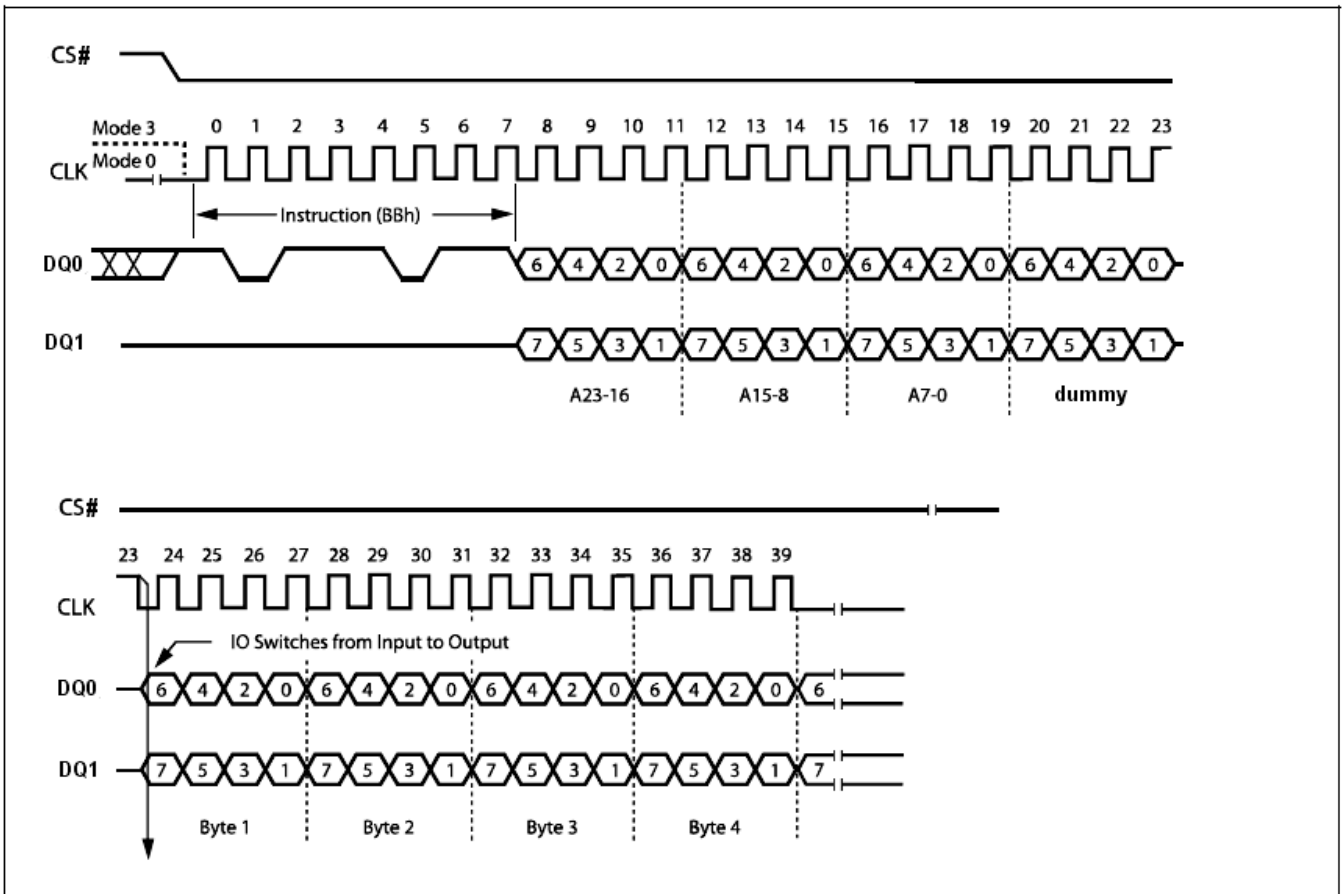 CS#
Mode 3 0 1 2 3 4 5 6 7 8 9 10 11 12 13 14 15 16 17 18 19 20 21 22 23
Mode 0
CLK
Instruction (BBh)
DQ0 6 4 2 0 6 4 2 0 6 4 2 0 6 4 2 0
DQ1 7 5 3 1 7 5 3 1 7 5 3 1 7 5 3 1
A23-16 A15-8 A7-0 dummy
CS#
23 24 25 26 27 28 29 30 31 32 33 34 35 36 37 38 39
CLK
IO Switches from Input to Output
DQ0 6 4 2 0 6 4 2 0 6 4 2 0 6 4 2 0 6
DQ1 7 5 3 1 7 5 3 1 7 5 3 1 7 5 3 1 7
Byte 1 Byte 2 Byte 3 Byte 4